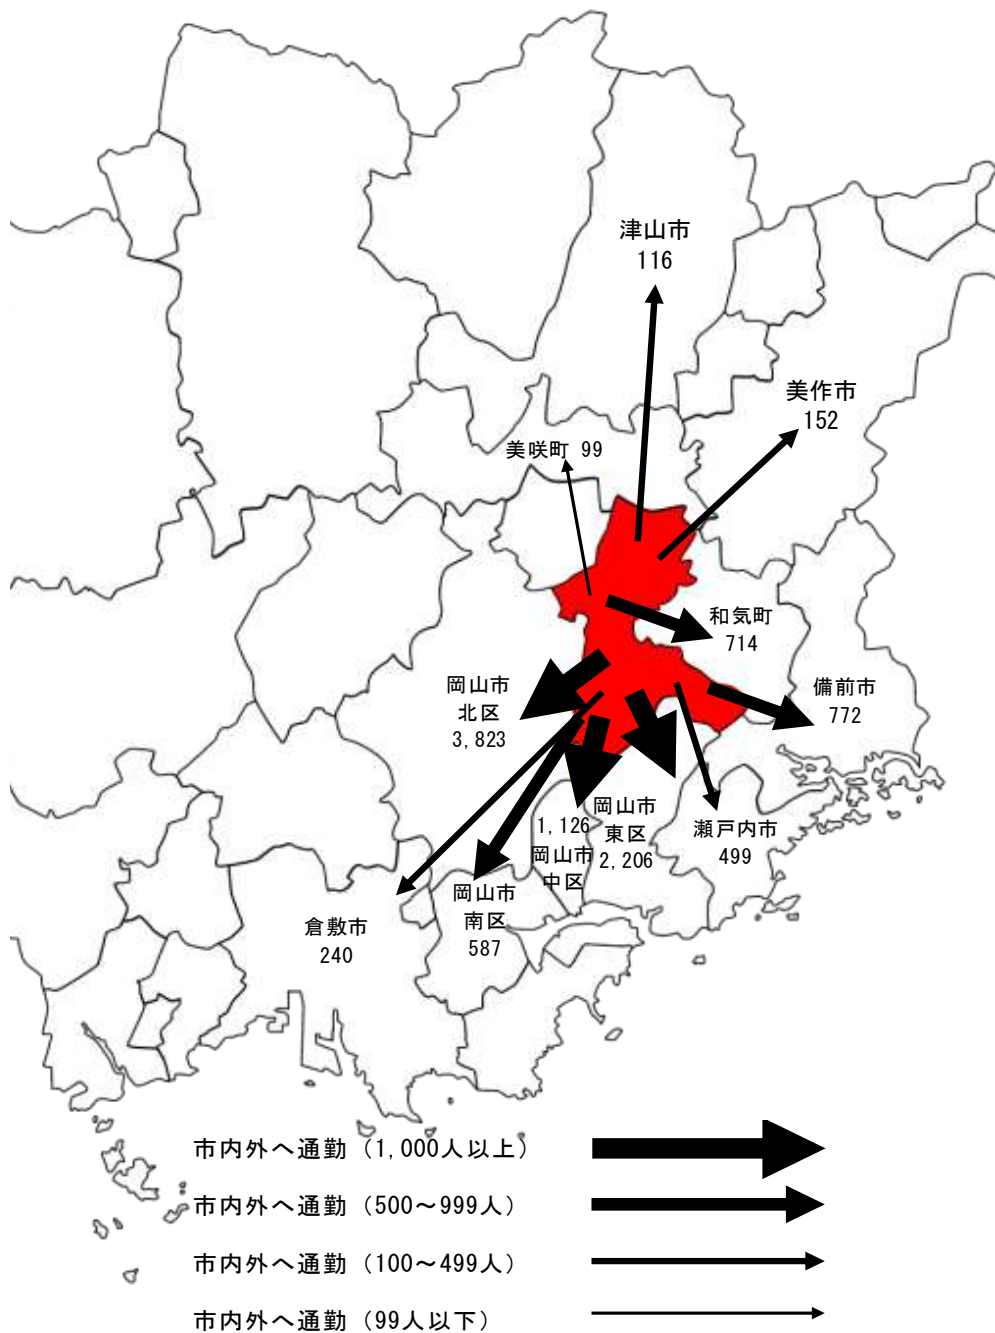 津山市
116
美作市
152
美咲町 99
和気町
714
備前市
772
岡山市
北区
3,823
岡山市
東区
2,206
1,126
岡山市
中区
瀬戸内市
499
岡山市
南区
587
倉敷市
240
市内外へ通勤（1,000人以上）
市内外へ通勤（500～999人）
市内外へ通勤（100～499人）
市内外へ通勤（99人以下）